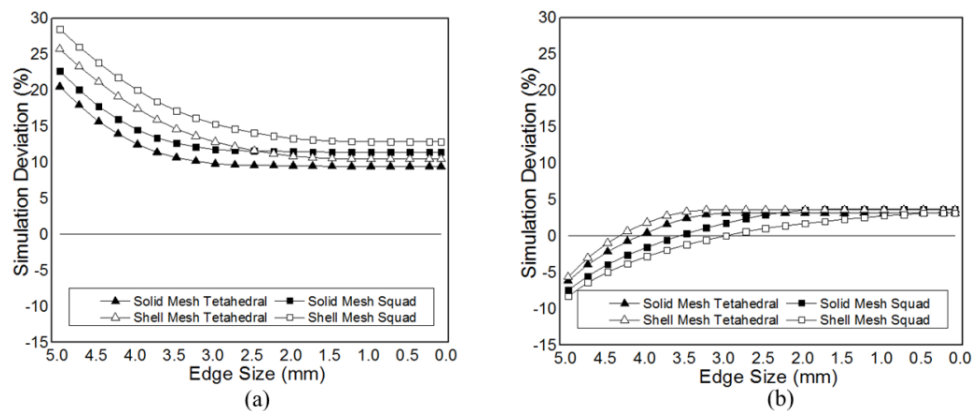 30
25
20
15
10
5
0
-5
-10
-15
Simulation Deviation (%)
Solid Mesh Tetahedral
Solid Mesh Squad
Shell Mesh Tetahedral
Shell Mesh Squad
5.0 4.5 4.0 3.5 3.0 2.5 2.0 1.5 1.0 0.5 0.0
Edge Size (mm)
(a)
30
25
20
15
10
5
0
-5
-10
-15
Simulation Deviation (%)
Solid Mesh Tetahedral
Solid Mesh Squad
Shell Mesh Tetahedral
Shell Mesh Squad
5.0 4.5 4.0 3.5 3.0 2.5 2.0 1.5 1.0 0.5 0.0
Edge Size (mm)
(b)